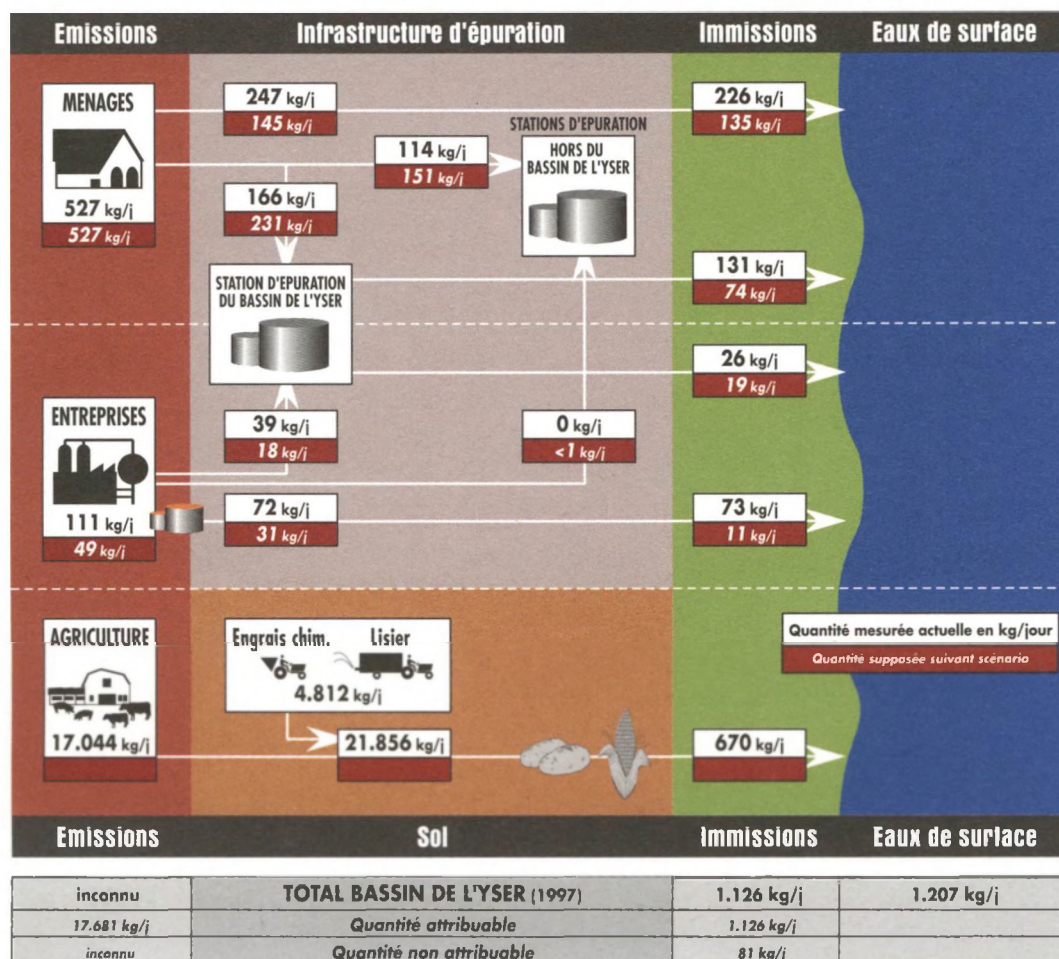 Emissions Infrastructure d'épuration Immissions Eaux de surface
MENAGES
527 kg/j
527 kg/j
247 kg/j
145 kg/j
226 kg/j
135 kg/j
114 kg/j
151 kg/j
STATIONS D'EPURATION
HORS DU
BASSIN DE L'YSER
166 kg/j
231 kg/j
STATION D'EPURATION
DU BASSIN DE L'YSER
131 kg/j
74 kg/j
26 kg/j
19 kg/j
ENTREPRISES
111 kg/j
49 kg/j
39 kg/j
18 kg/j
0 kg/j
<1 kg/j
72 kg/j
31 kg/j
73 kg/j
11 kg/j
Quantité mesurée actuelle en kg/jour
Quantité supposée suivant scénario
AGRICULTURE
17.044 kg/j
Engrais chim. Lisier
4.812 kg/j
21.856 kg/j
670 kg/j
Emissions Sol Immissions Eaux de surface
inconnu TOTAL BASSIN DE L'YSER (1997) 1.126 kg/j 1.207 kg/j
17.681 kg/j Quantité attribuable 1.126 kg/j
inconnu Quantité non attribuable 81 kg/j